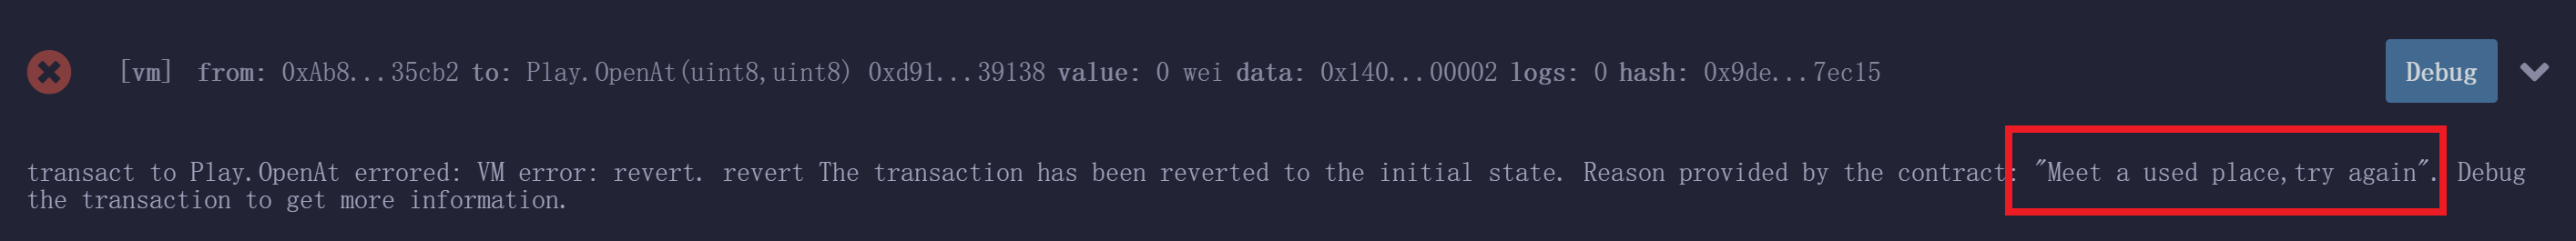 [vm] from: 0xAb8...35cb2 to: Play.OpenAt(uint8,uint8) 0xd91...39138 value: 0 wei data: 0x140...00002 logs: 0 hash: 0x9de...7ec15 Debug
transact to Play.OpenAt errored: VM error: revert. revert The transaction has been reverted to the initial state. Reason provided by the contract: "Meet a used place,try again". Debug
the transaction to get more information.